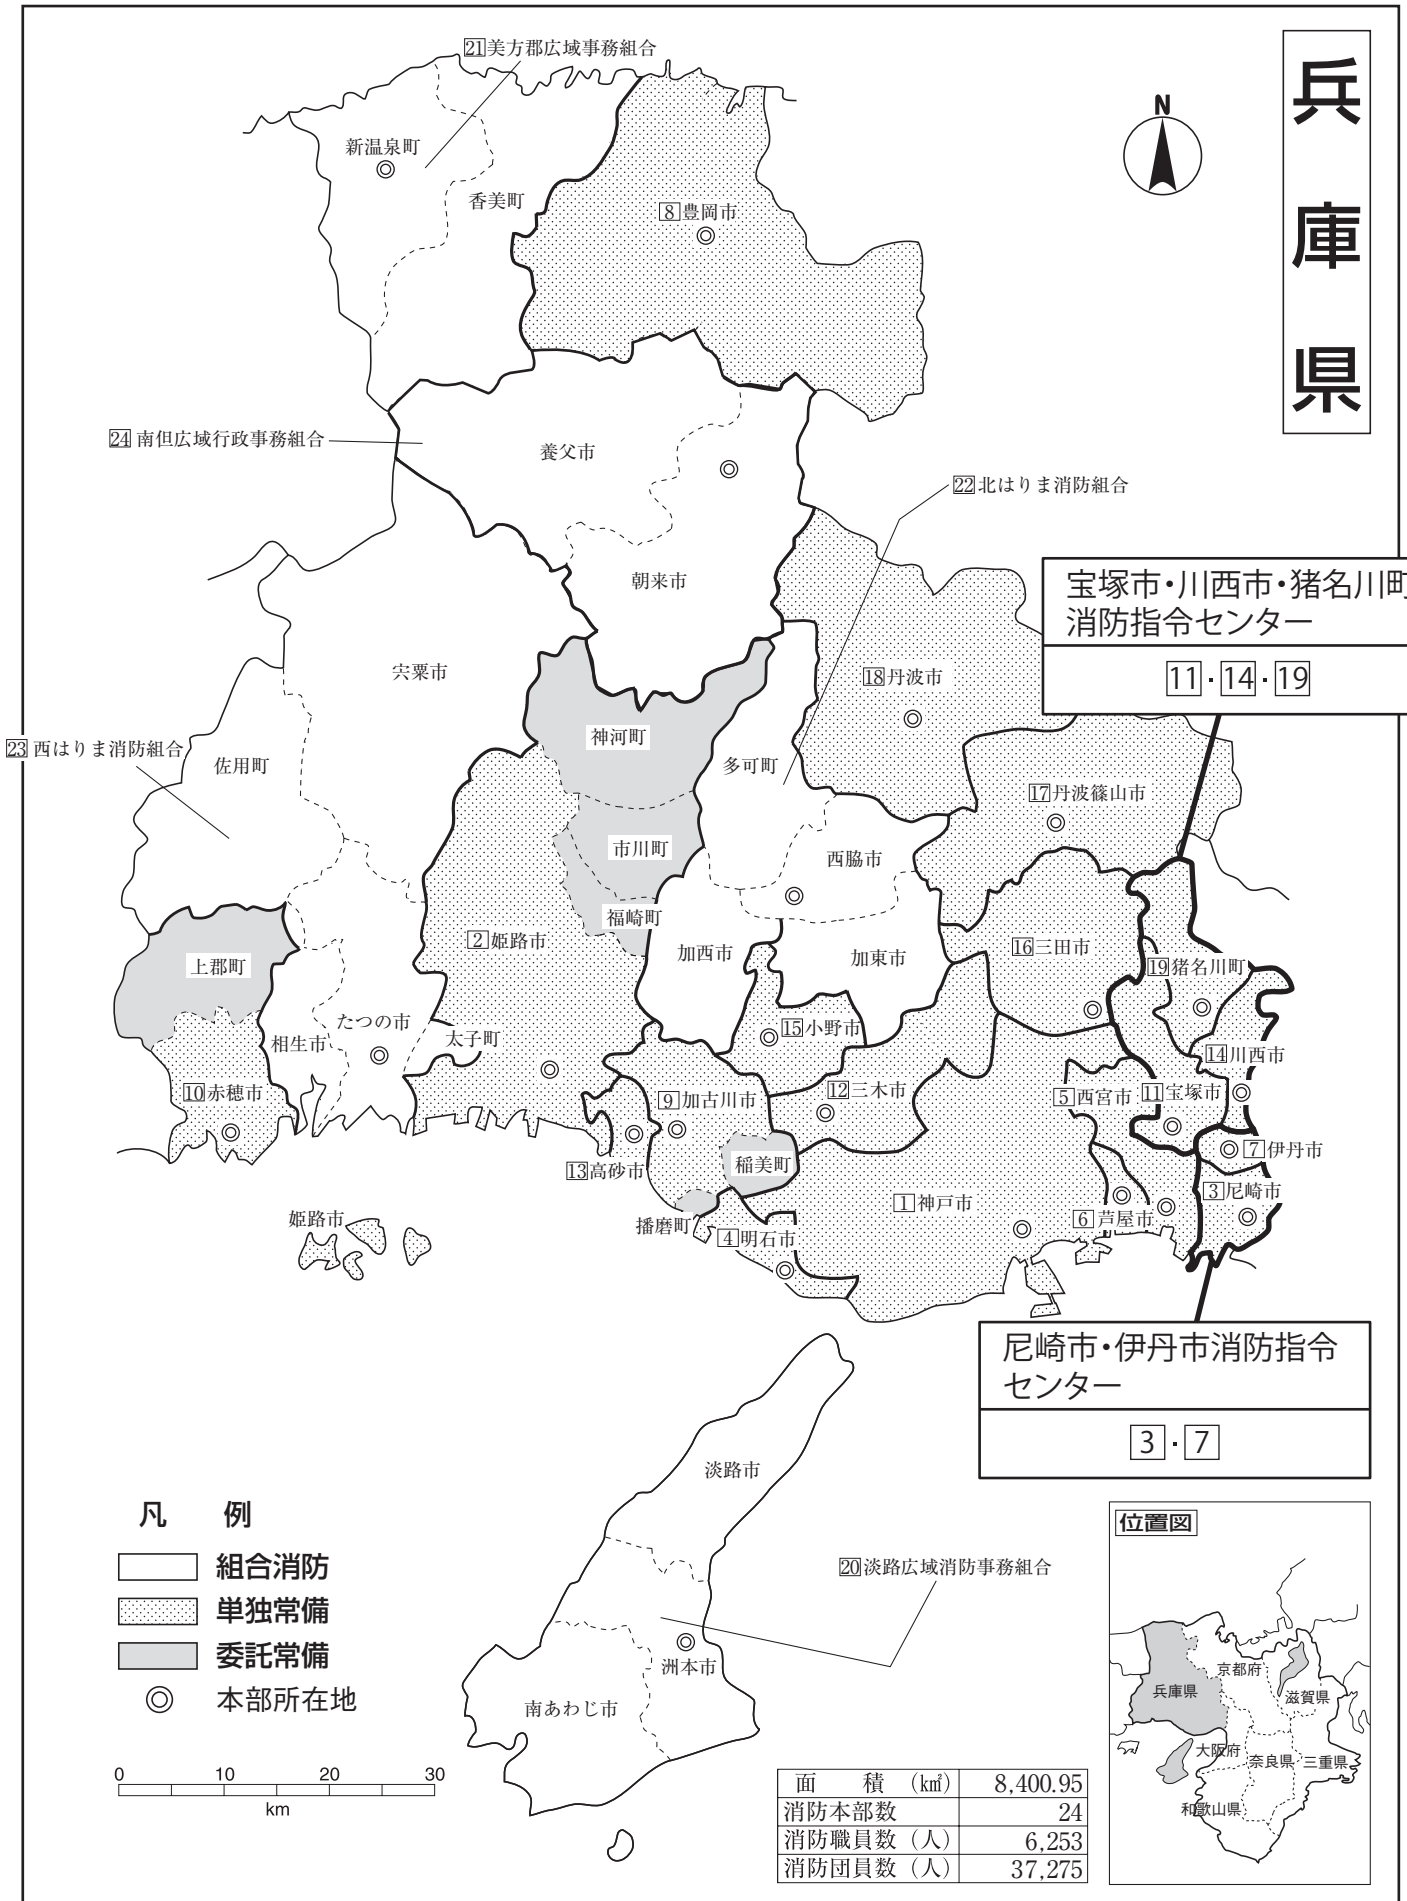 兵庫県
N
21美方郡広域事務組合
新温泉町
香美町
8豊岡市
24南但広域行政事務組合
養父市
22北はりま消防組合
朝来市
宝塚市・川西市・猪名川町
消防指令センター
11・14・19
宍粟市
18丹波市
神河町
23西はりま消防組合
佐用町
多可町
17丹波篠山市
市川町
西脇市
福崎町
2姫路市
加西市
加東市
16三田市
上郡町
19猪名川町
たつの市
15小野市
相生市
太子町
14川西市
10赤穂市
9加古川市
12三木市
5西宮市
11宝塚市
7伊丹市
13高砂市
稲美町
3尼崎市
1神戸市
姫路市
播磨町
4明石市
6芦屋市
尼崎市・伊丹市消防指令
センター
3・7
淡路市
凡 例
組合消防
単独常備
委託常備
本部所在地
20淡路広域消防事務組合
洲本市
南あわじ市
0 10 20 30
km
面 積 (㎢) 8,400.95
消防本部数 24
消防職員数(人) 6,253
消防団員数(人) 37,275
位置図
京都府
兵庫県
滋賀県
大阪府
奈良県
三重県
和歌山県